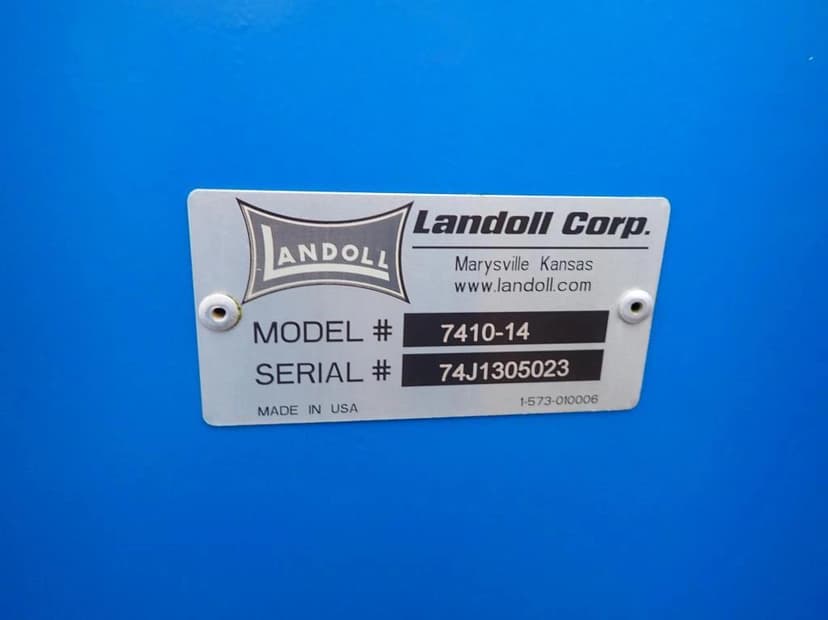 LANDOLL
Landoll Corp.
Marysville Kansas
www.landoll.com
MODEL # 7410-14
SERIAL # 74J1305023
MADE IN USA 1-573-010006